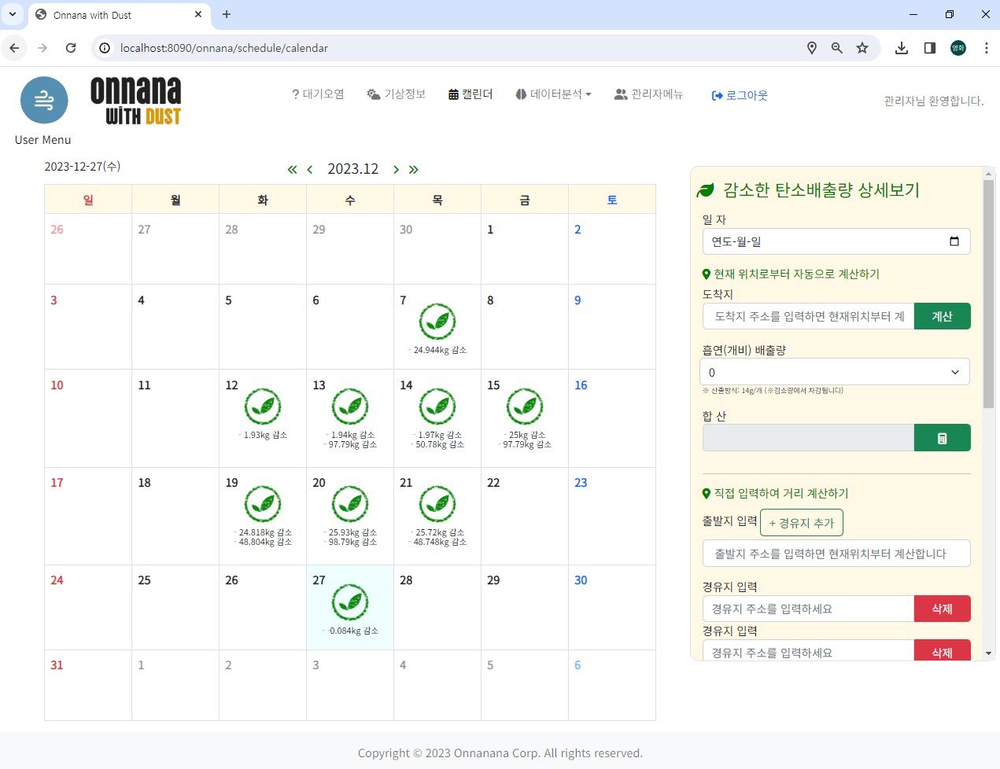 Onnana with Dust
localhost:8090/onnana/schedule/calendar
영화
onnana
WITH DUST
? 대기오염
기상정보
캘린더
데이터분석
관리자메뉴
로그아웃
관리자님 환영합니다.
User Menu
2023-12-27(수)
2023.12
일 월 화 수 목 금 토
26 27 28 29 30 1 2
3 4 5 6 7 8 9
- 24.944kg 감소
10 11 12 13 14 15 16
- 1.93kg 감소 - 1.94kg 감소 - 1.97kg 감소 - 25kg 감소
- 97.79kg 감소 - 50.78kg 감소 - 97.79kg 감소
17 18 19 20 21 22 23
- 24.818kg 감소 - 25.93kg 감소 - 25.72kg 감소
- 48.804kg 감소 - 98.79kg 감소 - 48.748kg 감소
24 25 26 27 28 29 30
- -0.084kg 감소
31 1 2 3 4 5 6
감소한 탄소배출량 상세보기
일 자
연도-월-일
현재 위치로부터 자동으로 계산하기
도착지
도착지 주소를 입력하면 현재위치부터 계
계산
흡연(개비) 배출량
0
※ 산출방식: 14g/개 (※감소량에서 차감됩니다)
합 산
직접 입력하여 거리 계산하기
출발지 입력
+ 경유지 추가
출발지 주소를 입력하면 현재위치부터 계산합니다
경유지 입력
경유지 주소를 입력하세요
삭제
경유지 입력
경유지 주소를 입력하세요
삭제
Copyright © 2023 Onnanana Corp. All rights reserved.